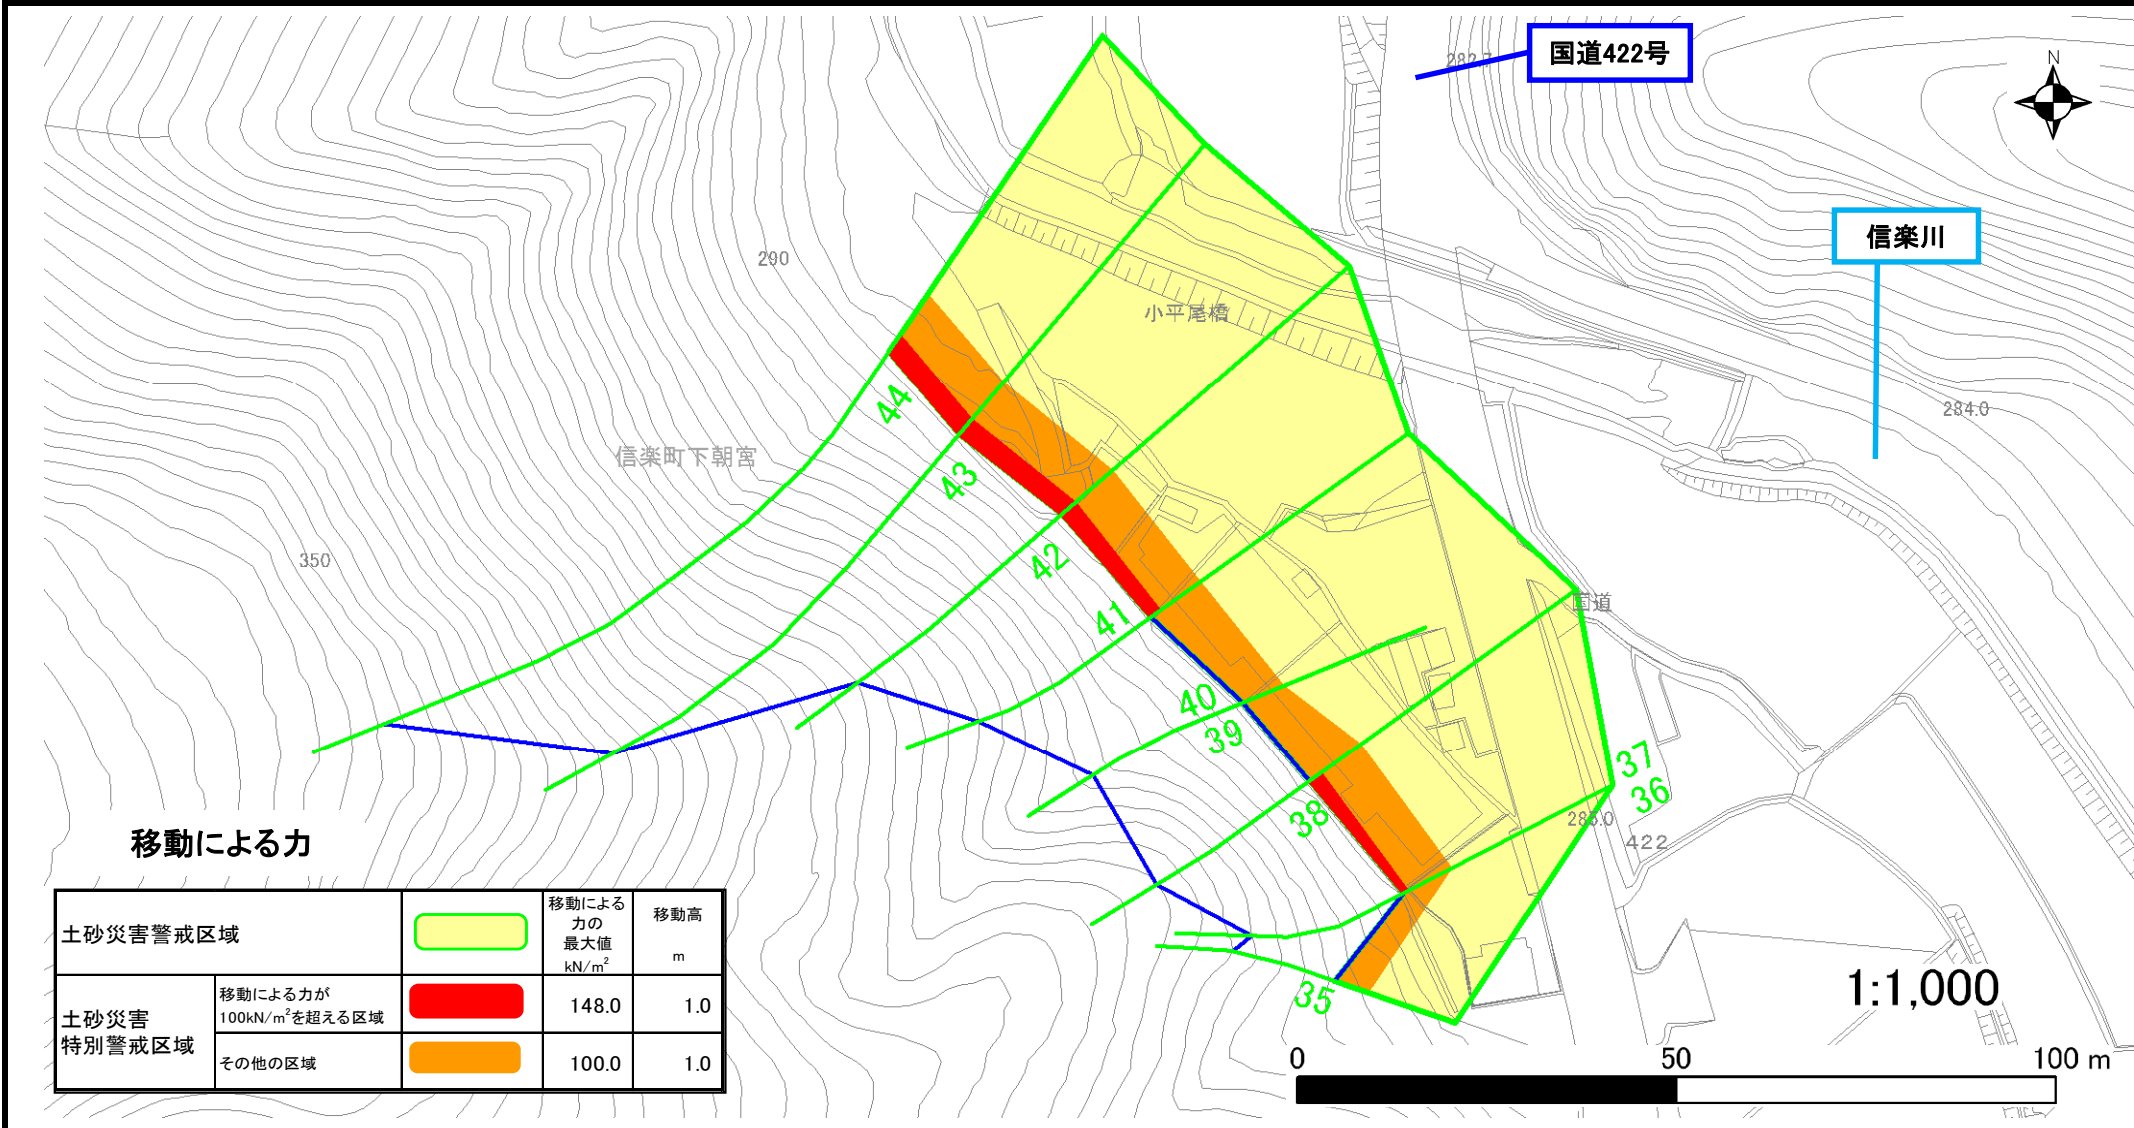 国道422号
282.7
N
信楽川
290
小平尾橋
284.0
44
信楽町下朝宮
43
350
42
国道
41
40
39
37
36
38
283.0
422
35
移動による力
土砂災害警戒区域
移動による
力の
最大値
kN/m²
移動高
m
土砂災害
特別警戒区域
移動による力が
100kN/m²を超える区域
148.0
1.0
その他の区域
100.0
1.0
1:1,000
0
50
100 m